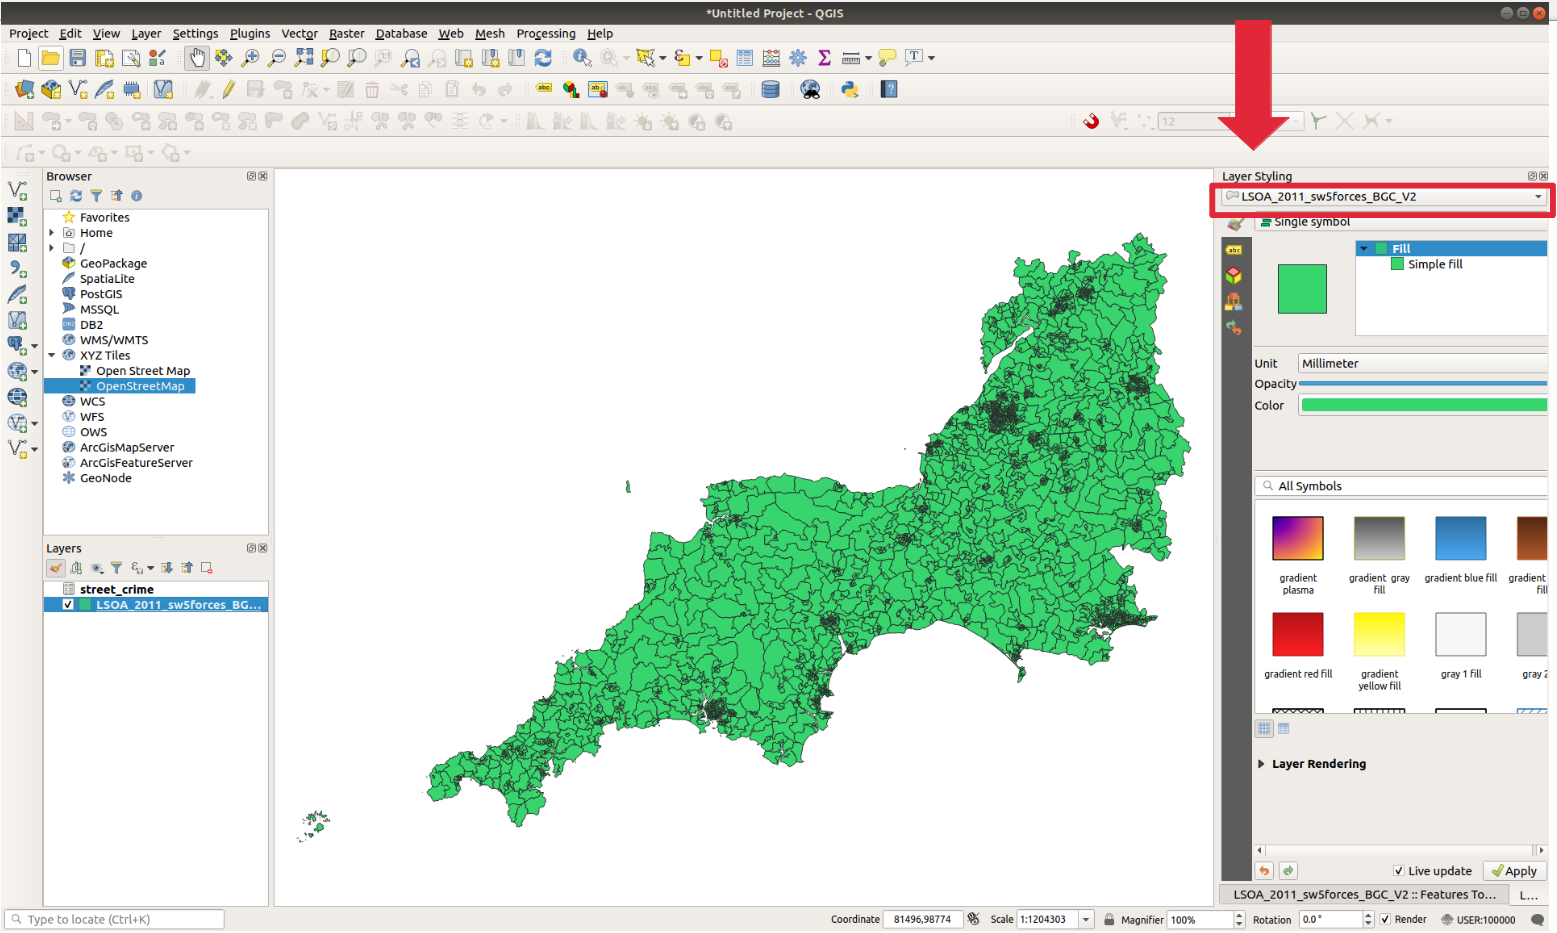 *Untitled Project - QGIS
Project Edit View Layer Settings Plugins Vector Raster Database Web Mesh Processing Help
12
Browser
Favorites
Home
/
GeoPackage
SpatiaLite
PostGIS
MSSQL
DB2
WMS/WMTS
XYZ Tiles
Open Street Map
OpenStreetMap
WCS
WFS
OWS
ArcGisMapServer
ArcGisFeatureServer
GeoNode
Layers
street_crime
LSOA_2011_sw5forces_BG...
Layer Styling
LSOA_2011_sw5forces_BGC_V2
Single symbol
Fill
Simple fill
Unit Millimeter
Opacity
Color
All Symbols
gradient plasma
gradient gray fill
gradient blue fill
gradient fill
gradient red fill
gradient yellow fill
gray 1 fill
gray 2
Layer Rendering
Live update Apply
LSOA_2011_sw5forces_BGC_V2 :: Features To... L...
Type to locate (Ctrl+K) Coordinate 81496,98774 Scale 1:1204303 Magnifier 100% Rotation 0.0 ° Render USER:100000